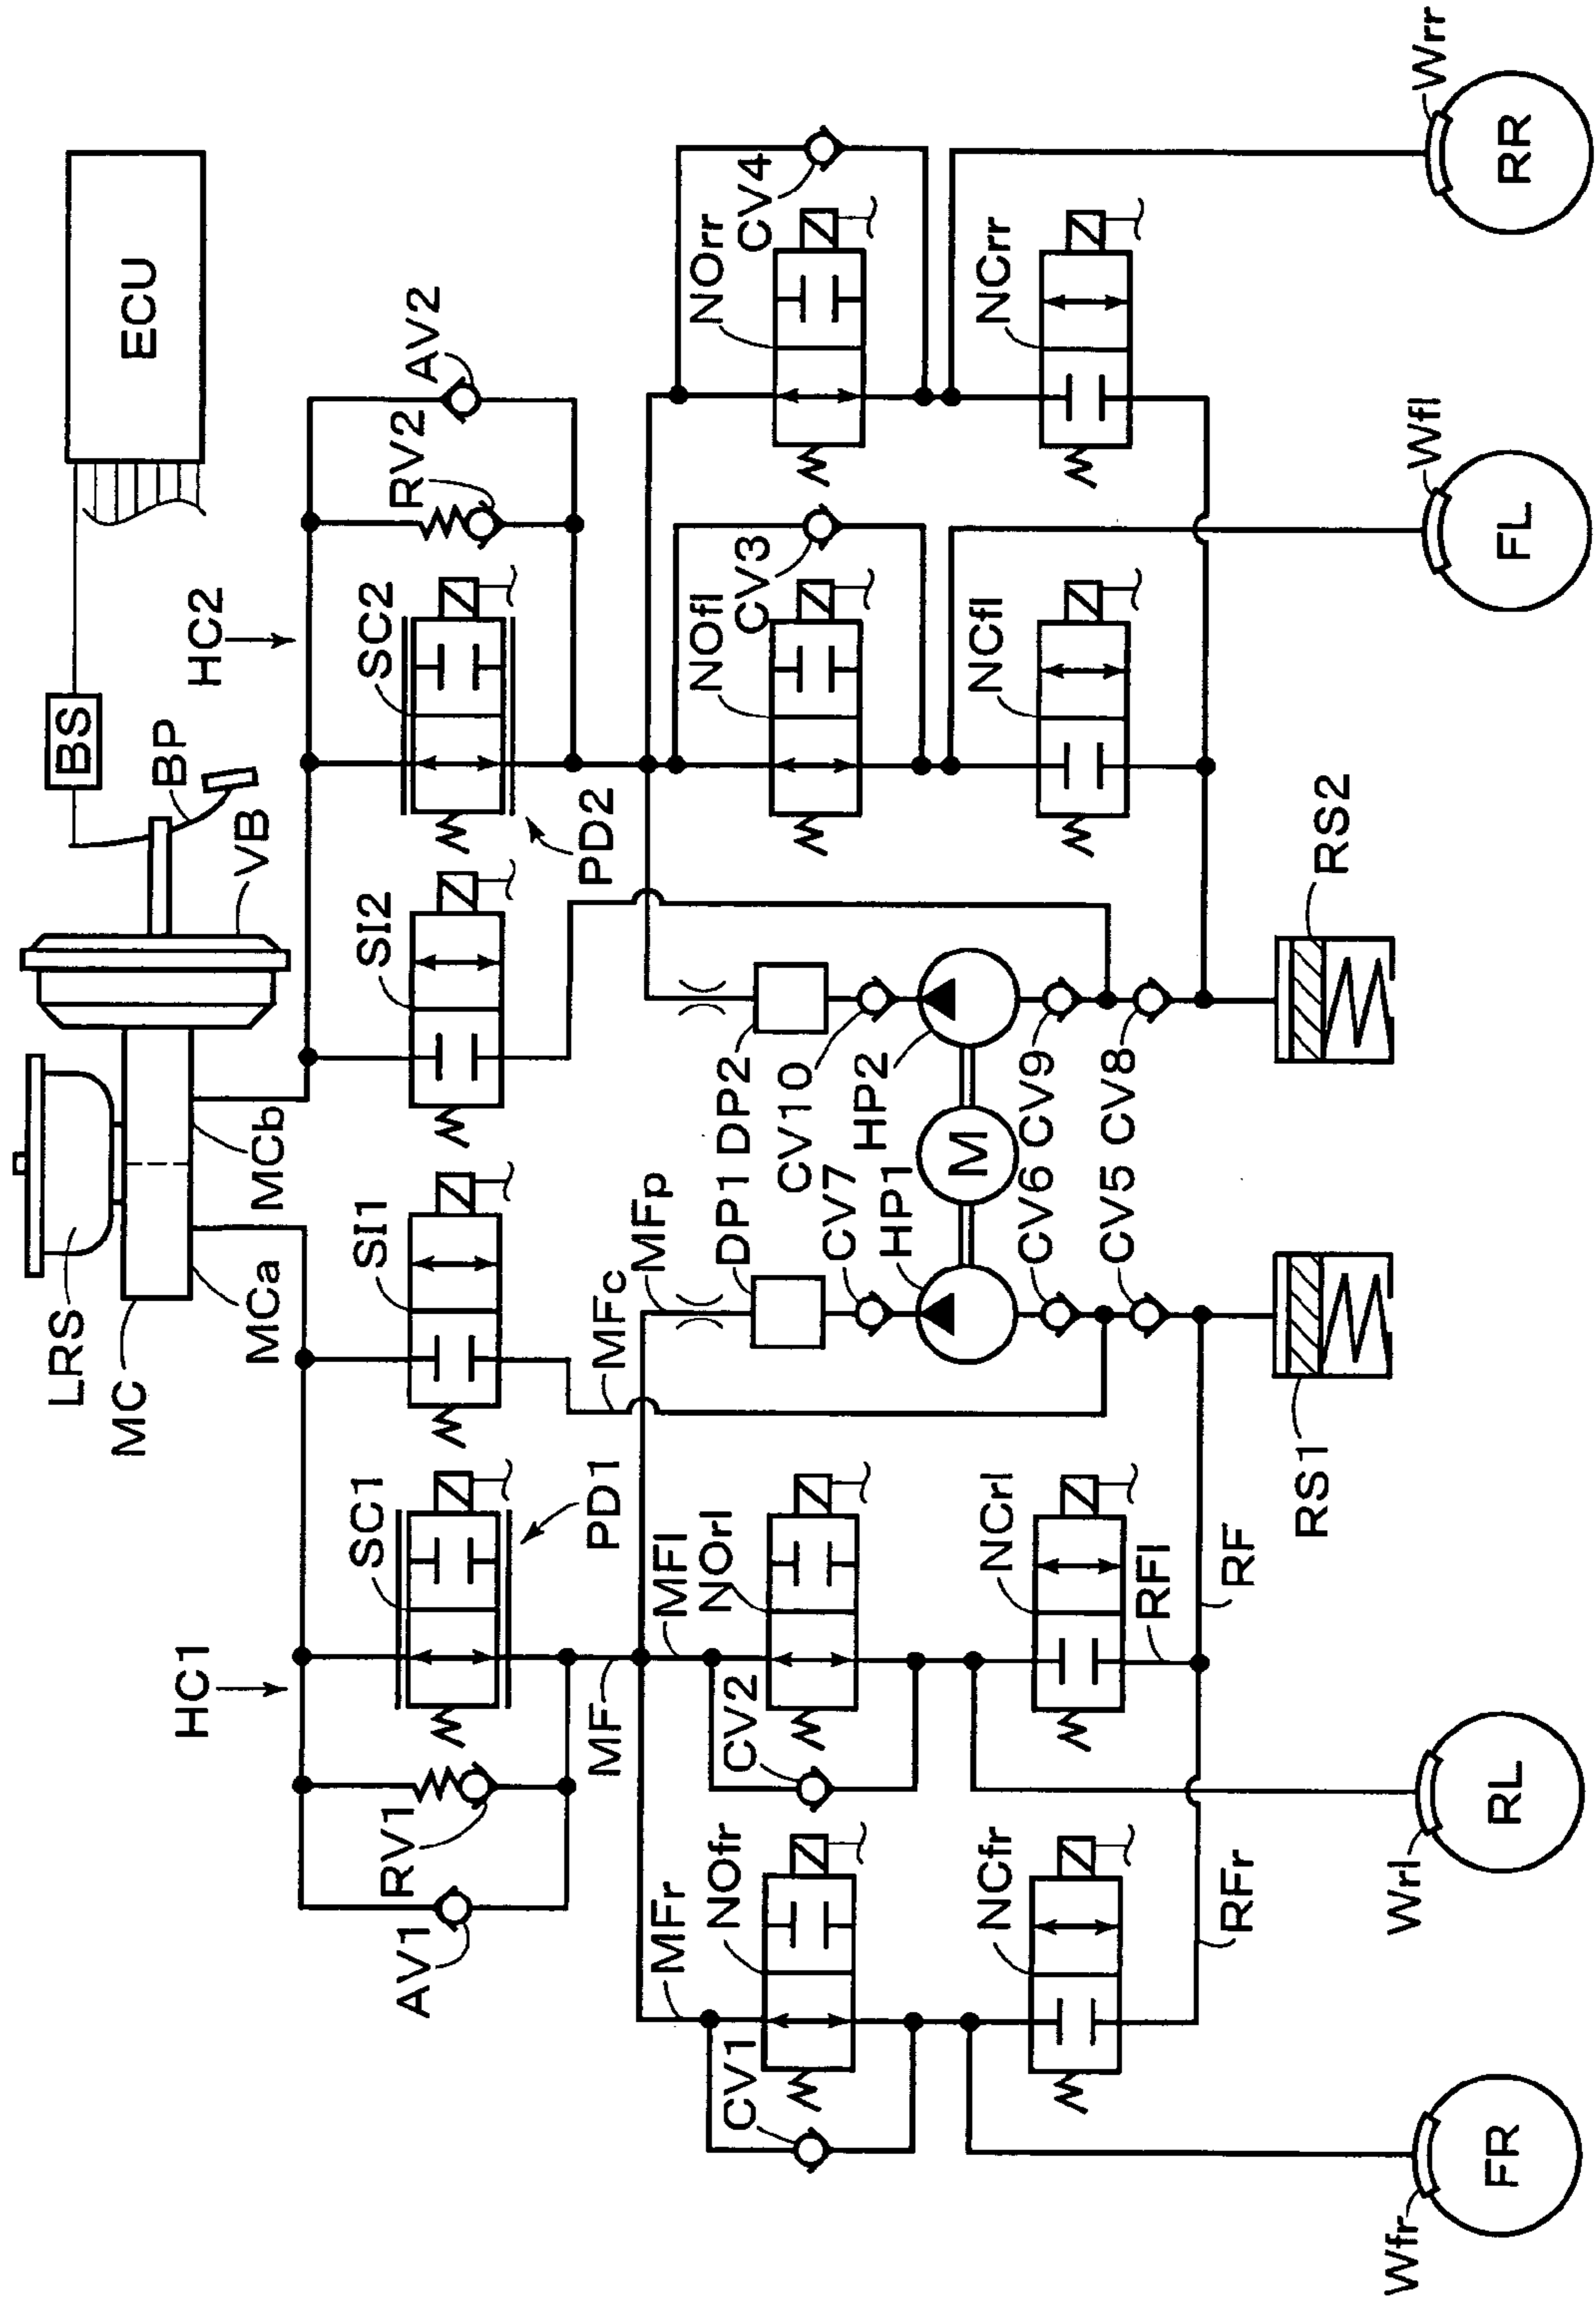 ECU
BS
BP
VB
LRS
MC
MCa
MCb
HC1
HC2
AV1
RV1
SC1
PD1
SI1
SI2
SC2
PD2
RV2
AV2
MF
MFr
MFl
MFc
MFp
CV1
NOfr
CV2
NOrl
DP1
DP2
CV7
CV10
HP1
M
HP2
NOfl
CV3
NOrr
CV4
NCfr
NCrl
CV6
CV9
CV5
CV8
NCfl
NCrr
RFr
RFl
RF
RS1
RS2
Wfr
FR
Wrl
RL
Wfl
FL
Wrr
RR